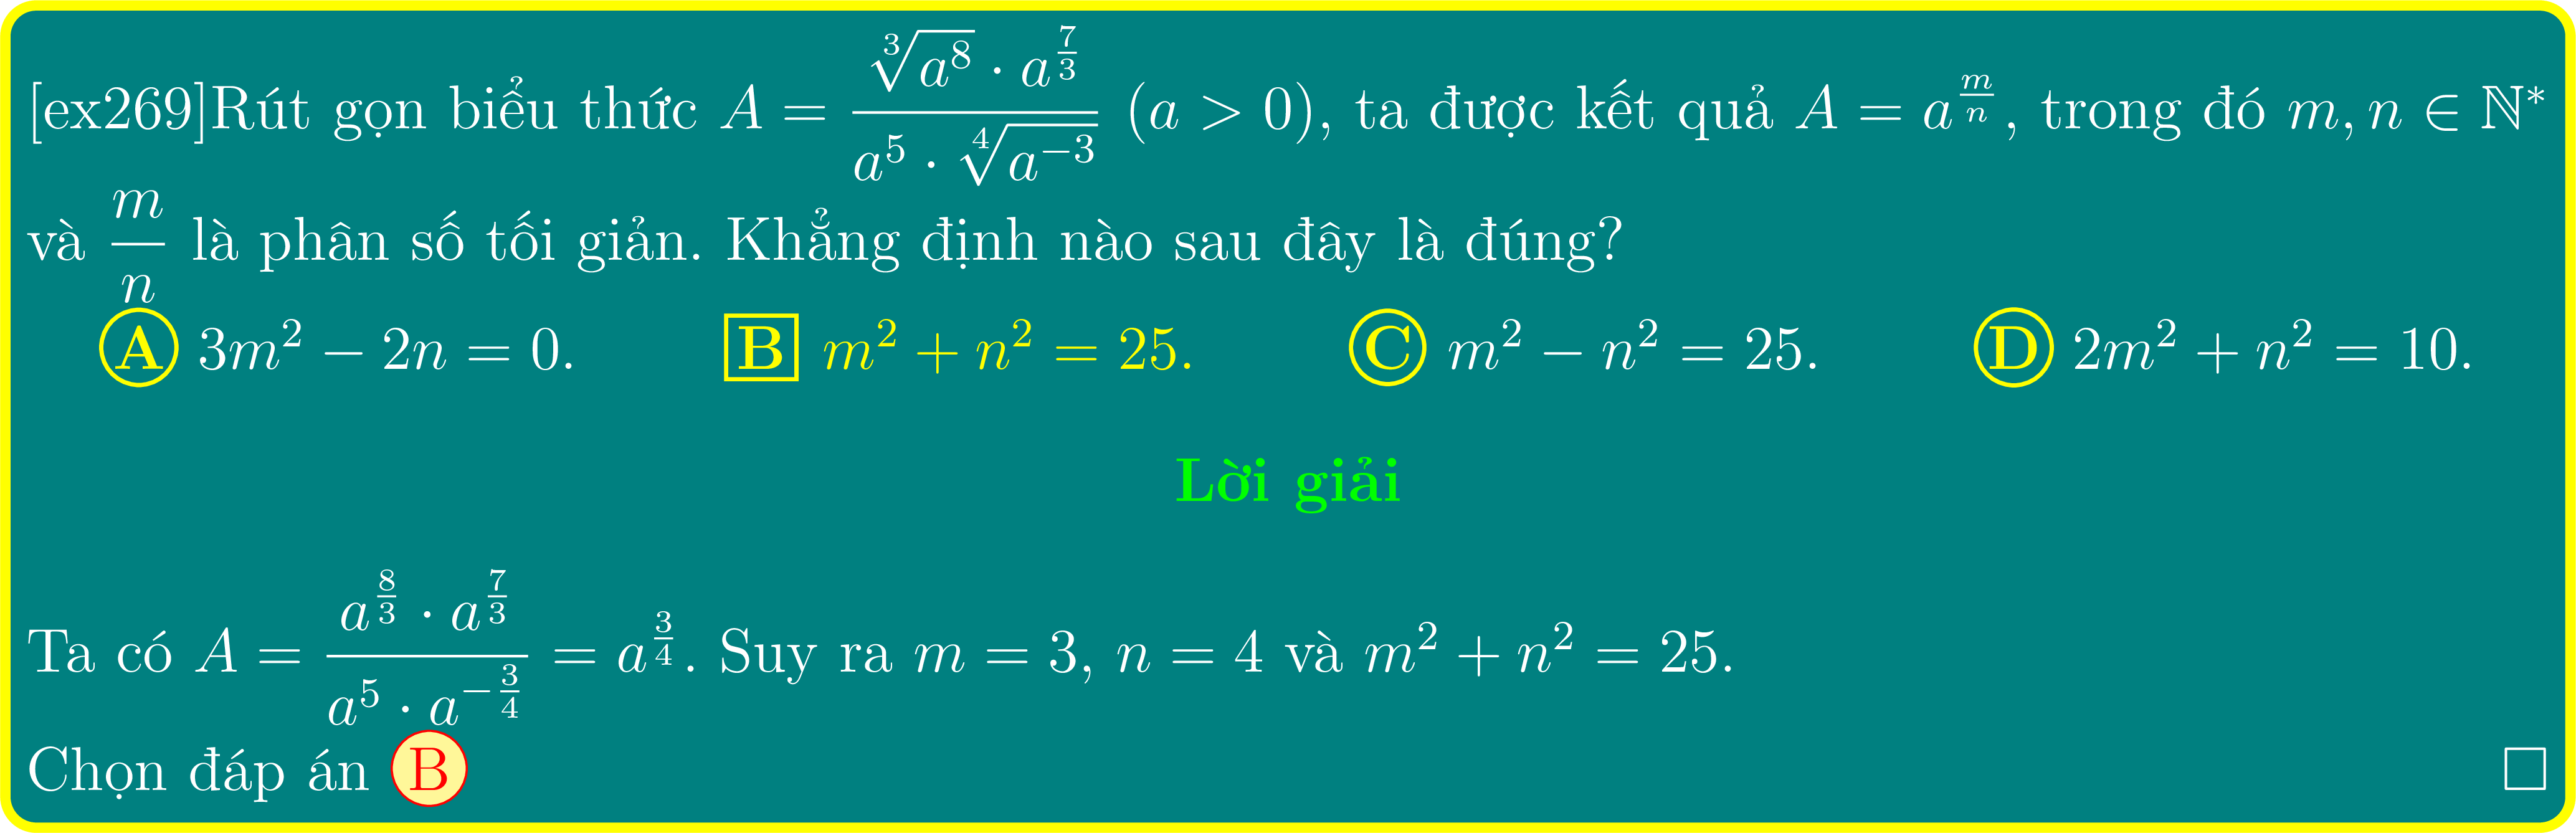 [ex269]Rút gọn biểu thức $A = \dfrac{\sqrt[3]{a^8} \cdot a^{\frac{7}{3}}}{a^5 \cdot \sqrt[4]{a^{-3}}}$ $(a > 0)$, ta được kết quả $A = a^{\frac{m}{n}}$, trong đó $m, n \in \mathbb{N}^*$
và $\dfrac{m}{n}$ là phân số tối giản. Khẳng định nào sau đây là đúng?
A $3m^2 - 2n = 0$. B $m^2 + n^2 = 25$. C $m^2 - n^2 = 25$. D $2m^2 + n^2 = 10$.
Lời giải
Ta có $A = \dfrac{a^{\frac{8}{3}} \cdot a^{\frac{7}{3}}}{a^5 \cdot a^{-\frac{3}{4}}} = a^{\frac{3}{4}}$. Suy ra $m = 3$, $n = 4$ và $m^2 + n^2 = 25$.
Chọn đáp án B □